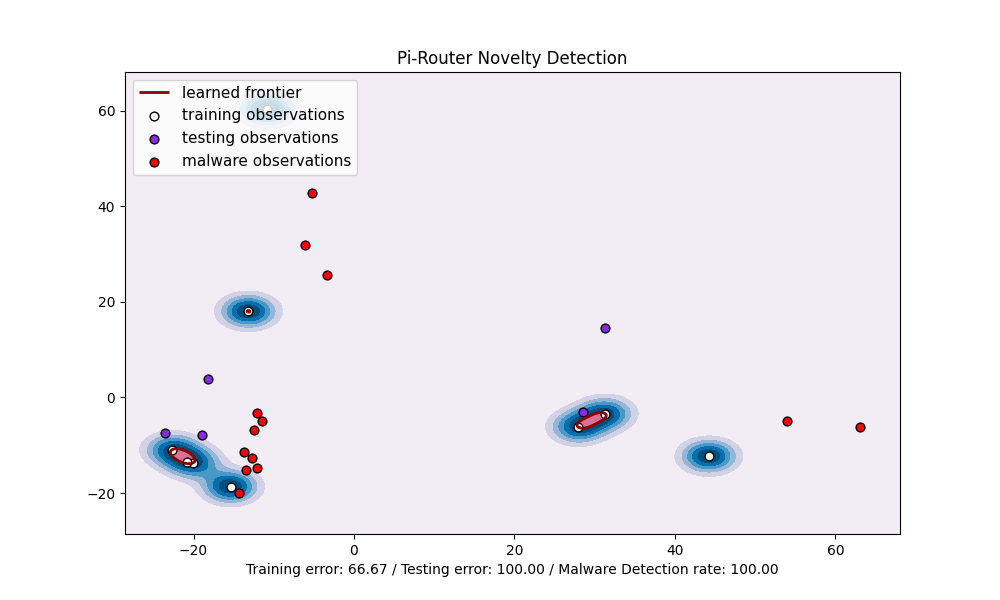 Pi-Router Novelty Detection
learned frontier
training observations
testing observations
malware observations
60
40
20
0
−20
−20
0
20
40
60
Training error: 66.67 / Testing error: 100.00 / Malware Detection rate: 100.00